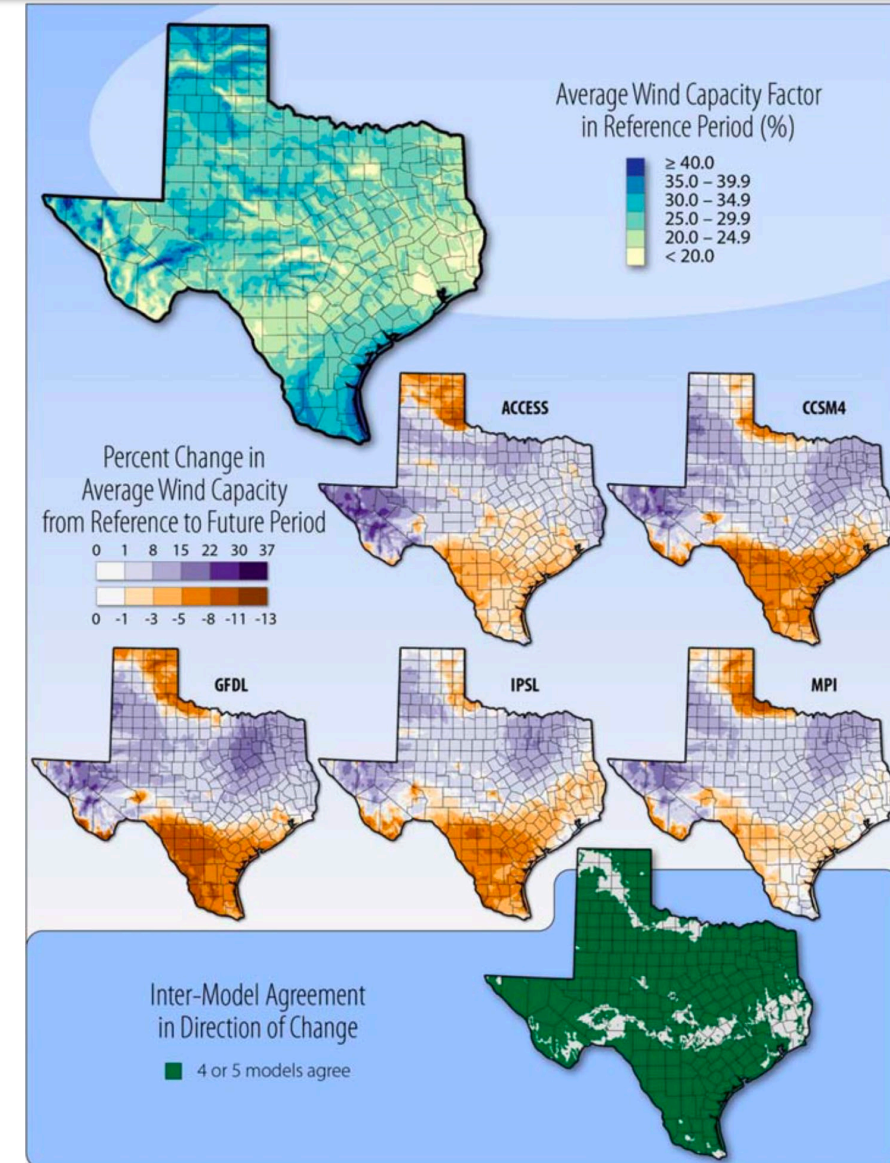 Average Wind Capacity Factor
in Reference Period (%)
≥ 40.0
35.0 – 39.9
30.0 – 34.9
25.0 – 29.9
20.0 – 24.9
< 20.0
ACCESS
CCSM4
Percent Change in
Average Wind Capacity
from Reference to Future Period
0 1 8 15 22 30 37
0 -1 -3 -5 -8 -11 -13
GFDL
IPSL
MPI
Inter-Model Agreement
in Direction of Change
4 or 5 models agree